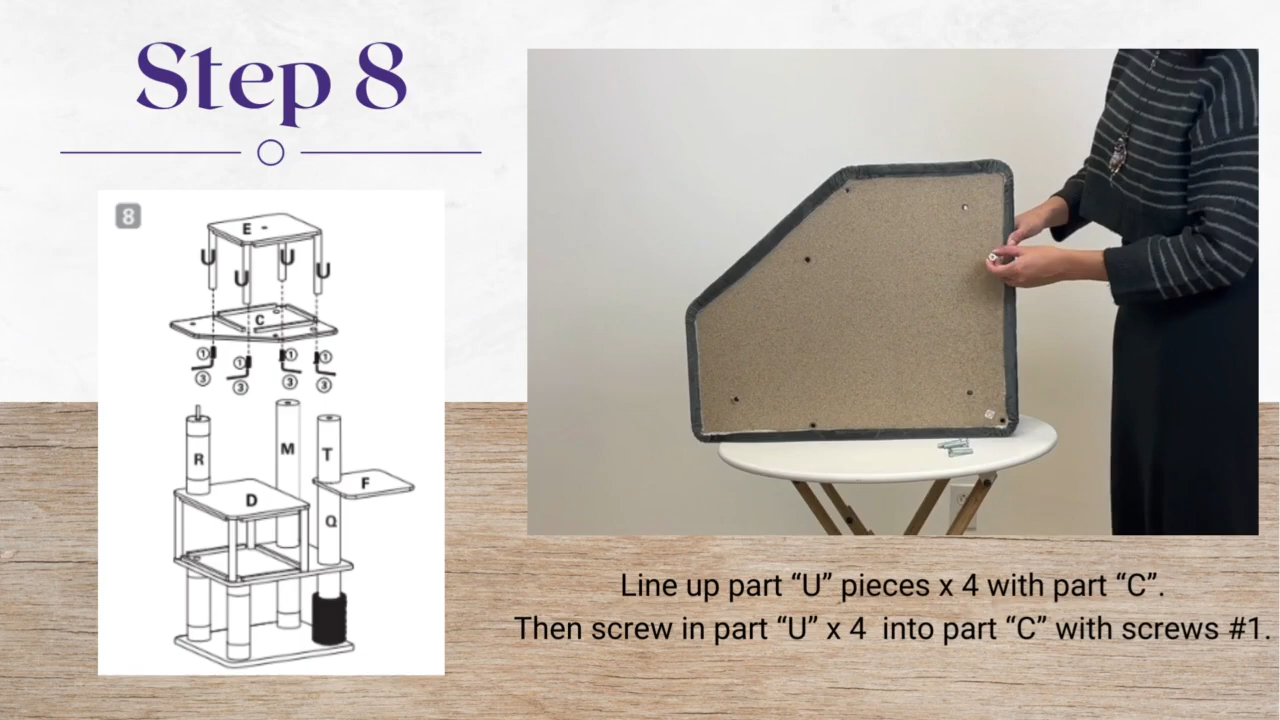 Step 8
8
E
U
U
U
U
C
①
①
①
①
③
③
③
③
M
R
T
F
D
Q
Line up part “U” pieces x 4 with part “C”.
Then screw in part “U” x 4 into part “C” with screws #1.